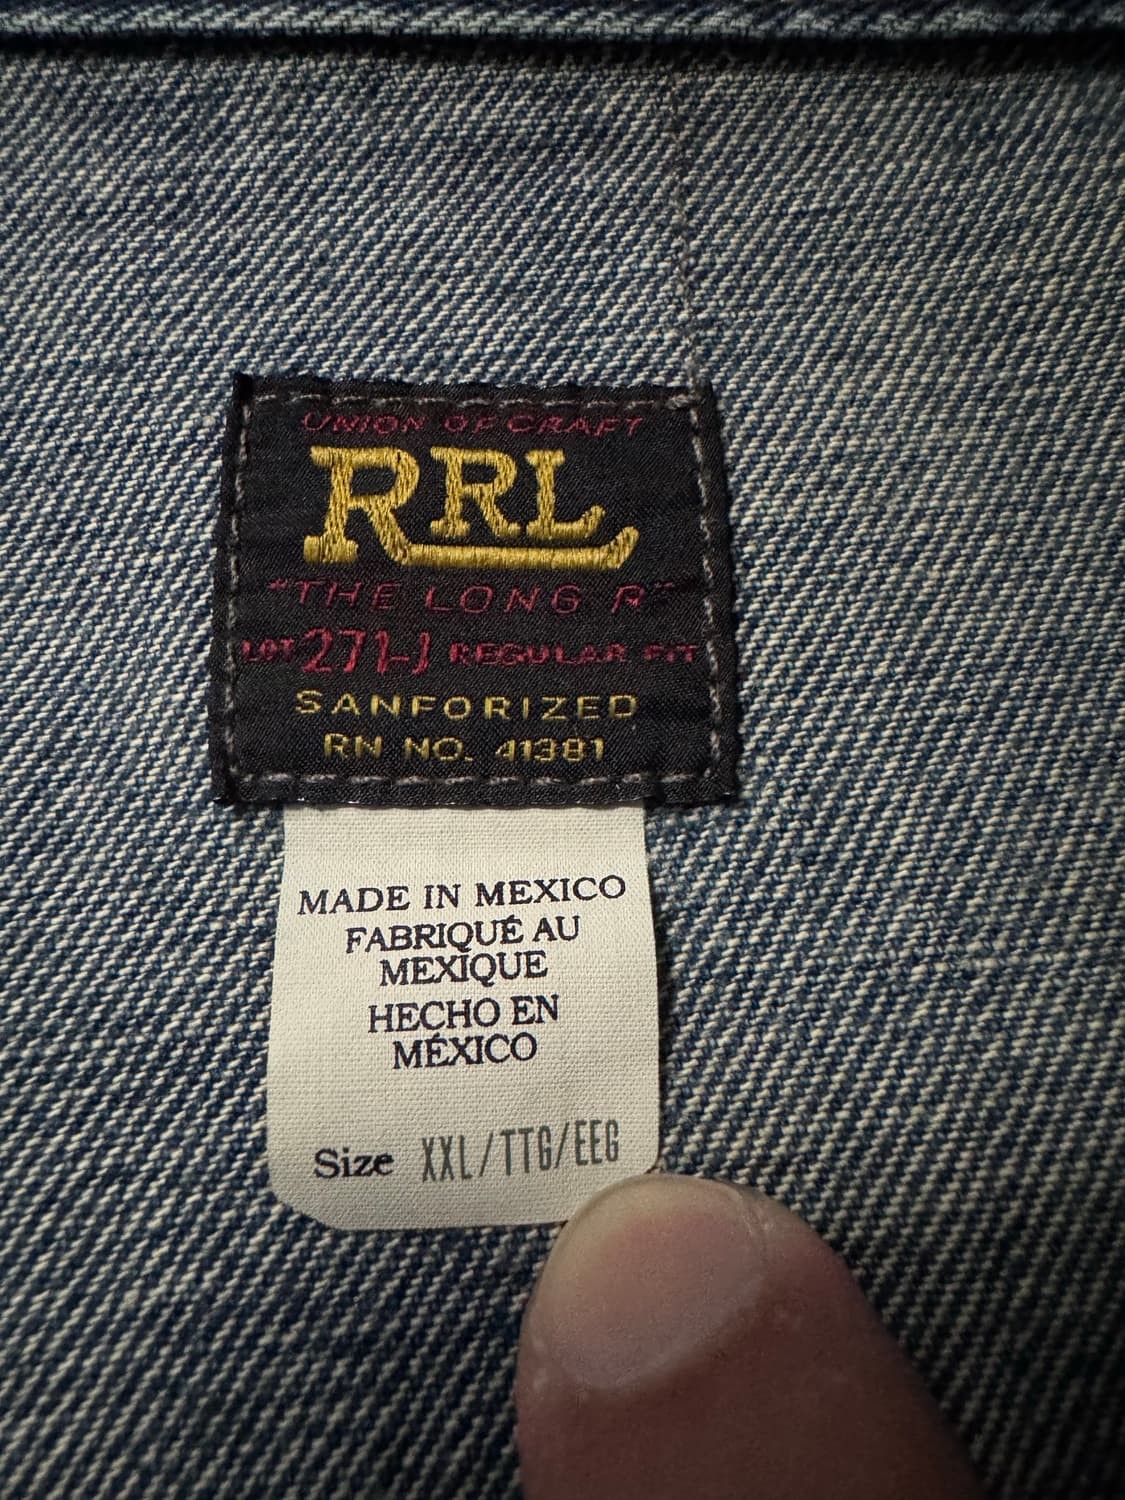 UNION OF CRAFT
RRL
"THE LONG R"
LOT 271-J REGULAR FIT
SANFORIZED
RN NO. 41381
MADE IN MEXICO
FABRIQUÉ AU
MEXIQUE
HECHO EN
MÉXICO
Size XXL/TTG/EEG